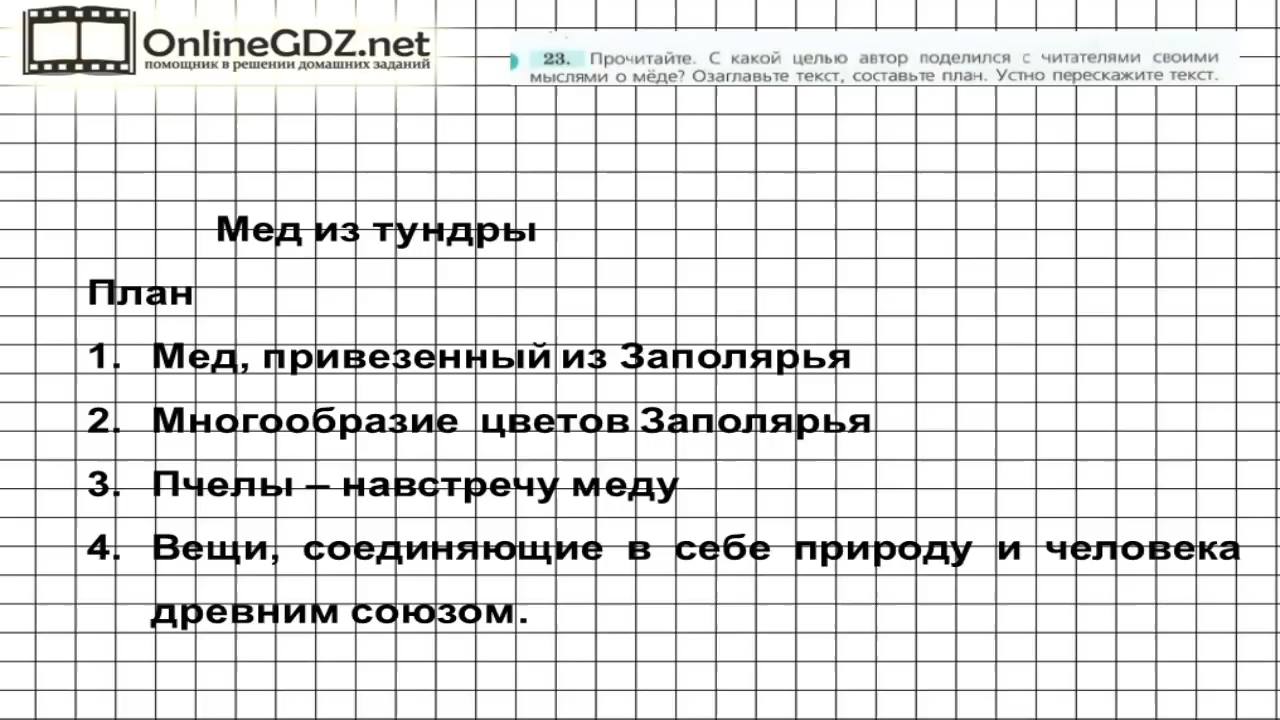 OnlineGDZ.net
помощник в решении домашних заданий
23. Прочитайте. С какой целью автор поделился с читателями своими
мыслями о мёде? Озаглавьте текст, составьте план. Устно перескажите текст.
Мед из тундры
План
1. Мед, привезенный из Заполярья
2. Многообразие цветов Заполярья
3. Пчелы – навстречу меду
4. Вещи, соединяющие в себе природу и человека
древним союзом.